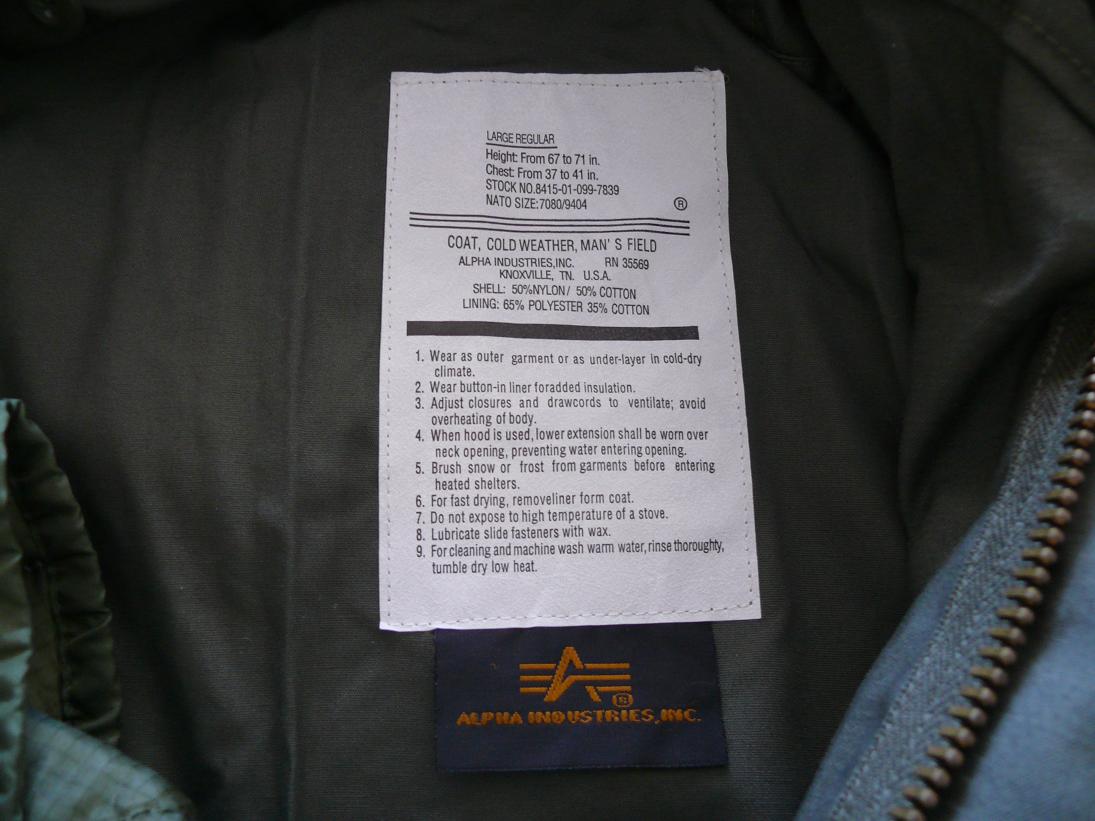 LARGE REGULAR
Height: From 67 to 71 in.
Chest: From 37 to 41 in.
STOCK NO.8415-01-099-7839
NATO SIZE:7080/9404
®
COAT, COLD WEATHER, MAN' S FIELD
ALPHA INDUSTRIES,INC. RN 35569
KNOXVILLE, TN. U.S.A.
SHELL: 50%NYLON/ 50% COTTON
LINING: 65% POLYESTER 35% COTTON
1. Wear as outer garment or as under-layer in cold-dry
climate.
2. Wear button-in liner foradded insulation.
3. Adjust closures and drawcords to ventilate; avoid
overheating of body.
4. When hood is used, lower extension shall be worn over
neck opening, preventing water entering opening.
5. Brush snow or frost from garments before entering
heated shelters.
6. For fast drying, removeliner form coat.
7. Do not expose to high temperature of a stove.
8. Lubricate slide fasteners with wax.
9. For cleaning and machine wash warm water, rinse thoroughty,
tumble dry low heat.
®
ALPHA INDUSTRIES, INC.